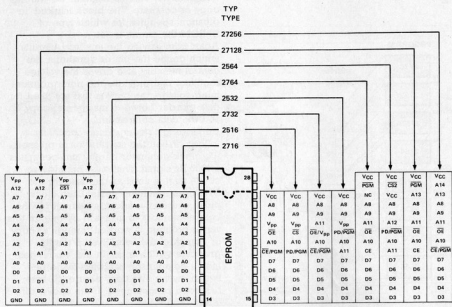 TYP
TYPE
27256
27128
2564
2764
2532
2732
2516
2716
1 28
EPROM
14 15
Vpp Vpp Vpp Vpp
A12 A12 CS1 A12
A7 A7 A7 A7 A7 A7 A7 A7
A6 A6 A6 A6 A6 A6 A6 A6
A5 A5 A5 A5 A5 A5 A5 A5
A4 A4 A4 A4 A4 A4 A4 A4
A3 A3 A3 A3 A3 A3 A3 A3
A2 A2 A2 A2 A2 A2 A2 A2
A1 A1 A1 A1 A1 A1 A1 A1
A0 A0 A0 A0 A0 A0 A0 A0
D0 D0 D0 D0 D0 D0 D0 D0
D1 D1 D1 D1 D1 D1 D1 D1
D2 D2 D2 D2 D2 D2 D2 D2
GND GND GND GND GND GND GND GND
VCC VCC VCC VCC
PGM CS2 PGM A14
VCC VCC VCC VCC NC VCC A13 A13
A8 A8 A8 A8 A8 A8 A8 A8
A9 A9 A9 A9 A9 A9 A9 A9
Vpp Vpp A11 Vpp A11 A12 A11 A11
OE CS OE/Vpp PD/PGM OE PD/PGM OE OE
A10 A10 A10 A10 A10 A10 A10 A10
CE/PGM PD/PGM CE/PGM A11 CE A11 CE CE/PGM
D7 D7 D7 D7 D7 D7 D7 D7
D6 D6 D6 D6 D6 D6 D6 D6
D5 D5 D5 D5 D5 D5 D5 D5
D4 D4 D4 D4 D4 D4 D4 D4
D3 D3 D3 D3 D3 D3 D3 D3